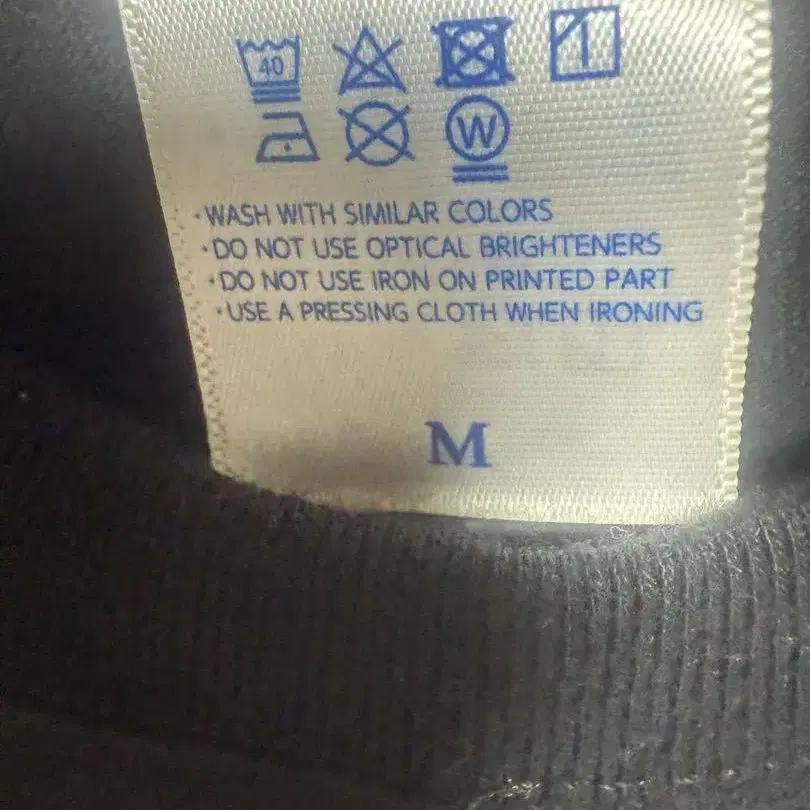 40
W
·WASH WITH SIMILAR COLORS
·DO NOT USE OPTICAL BRIGHTENERS
·DO NOT USE IRON ON PRINTED PART
·USE A PRESSING CLOTH WHEN IRONING
M